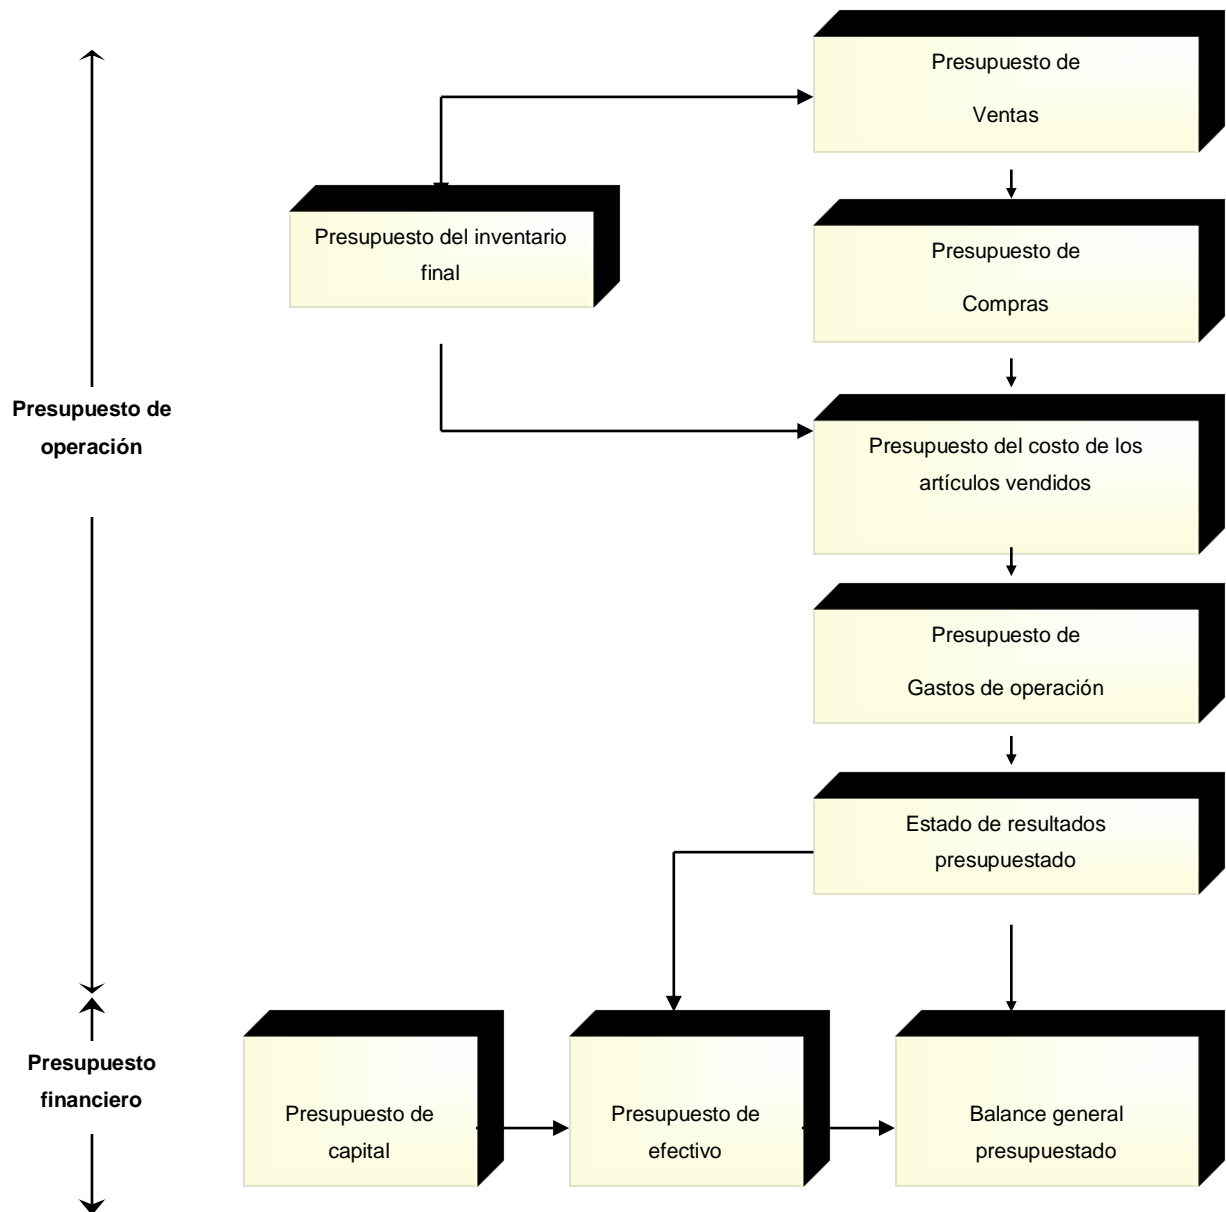 Presupuesto de
Ventas
Presupuesto del inventario
final
Presupuesto de
Compras
Presupuesto de
operación
Presupuesto del costo de los
artículos vendidos
Presupuesto de
Gastos de operación
Estado de resultados
presupuestado
Presupuesto
financiero
Presupuesto de
capital
Presupuesto de
efectivo
Balance general
presupuestado